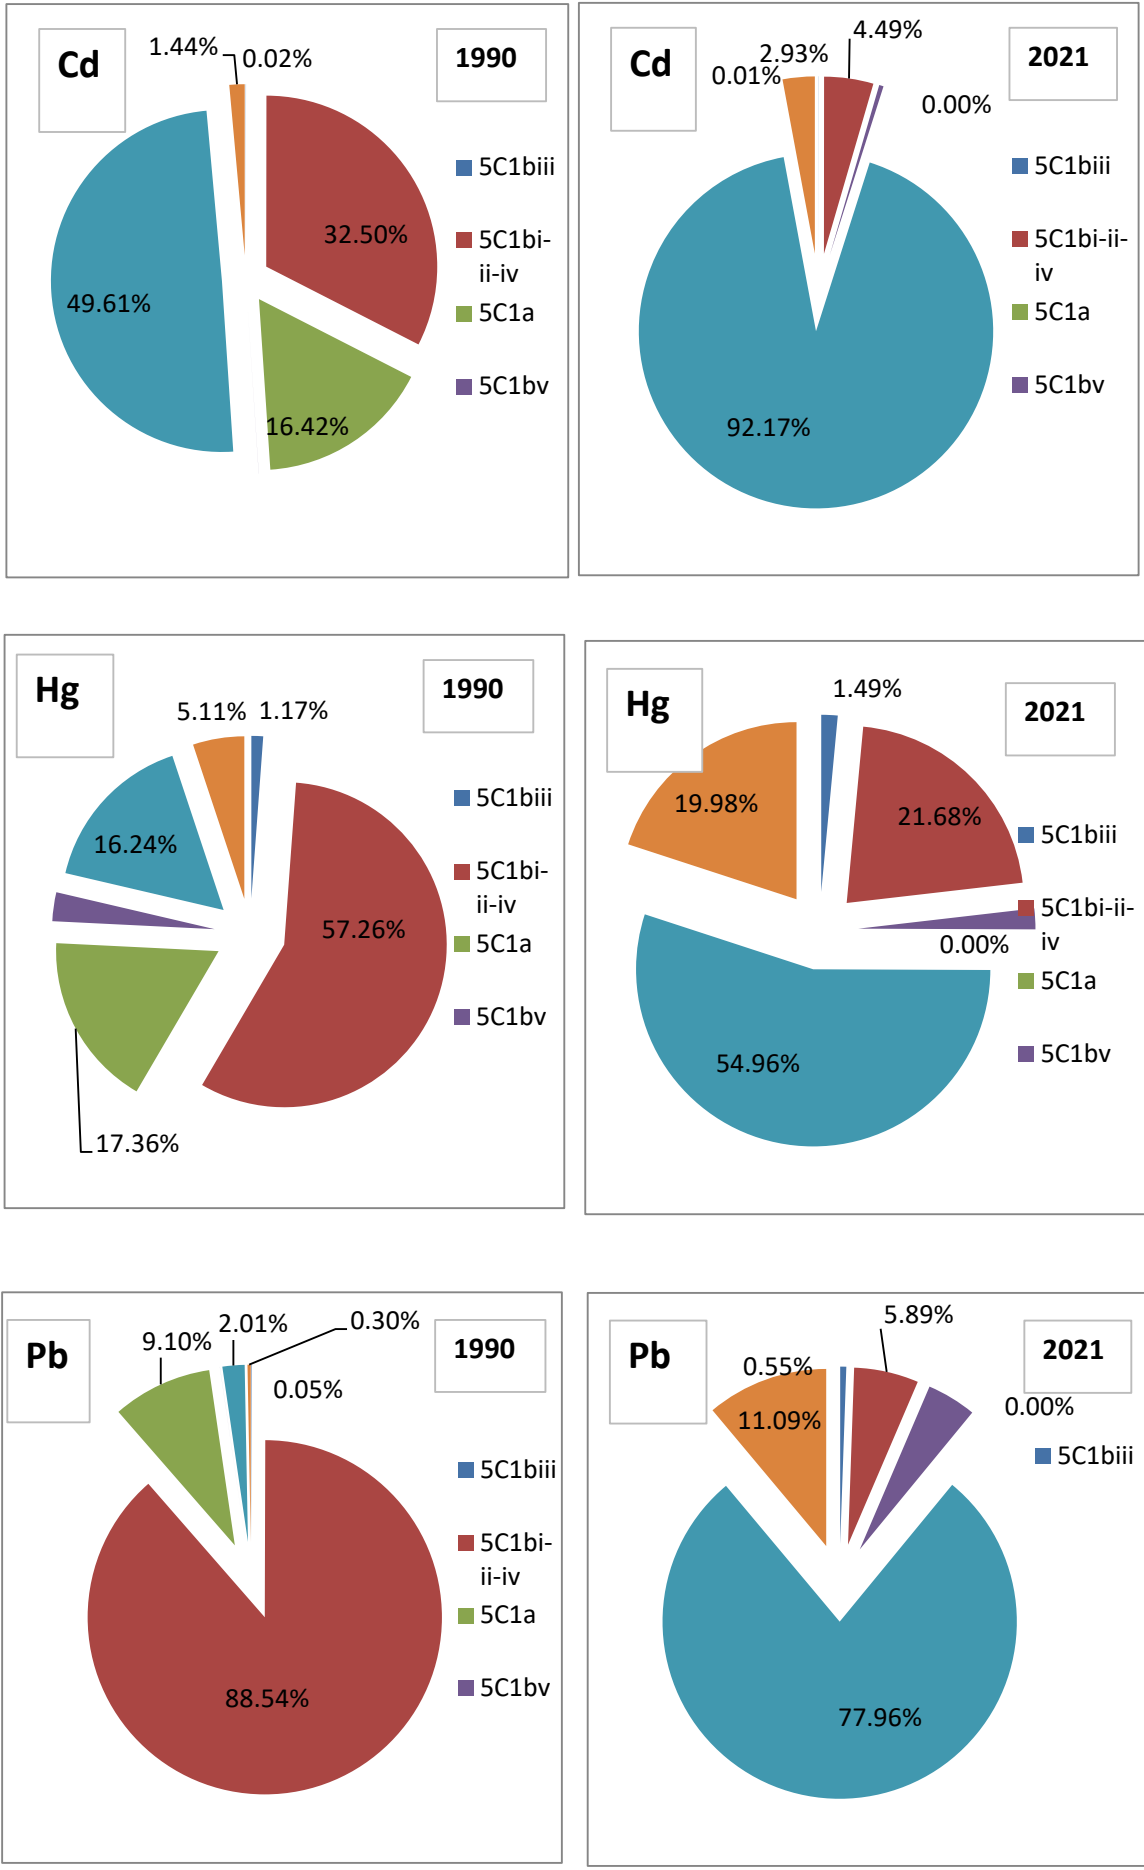 Cd
1990
1.44%
0.02%
32.50%
49.61%
16.42%
5C1biii
5C1bi-
ii-iv
5C1a
5C1bv
Cd
2021
4.49%
2.93%
0.01%
0.00%
92.17%
5C1biii
5C1bi-ii-
iv
5C1a
5C1bv
Hg
1990
5.11%
1.17%
16.24%
57.26%
17.36%
5C1biii
5C1bi-
ii-iv
5C1a
5C1bv
Hg
2021
1.49%
19.98%
21.68%
0.00%
54.96%
5C1biii
5C1bi-ii-
iv
5C1a
5C1bv
Pb
1990
9.10%
2.01%
0.30%
0.05%
88.54%
5C1biii
5C1bi-
ii-iv
5C1a
5C1bv
Pb
2021
5.89%
0.55%
11.09%
0.00%
77.96%
5C1biii